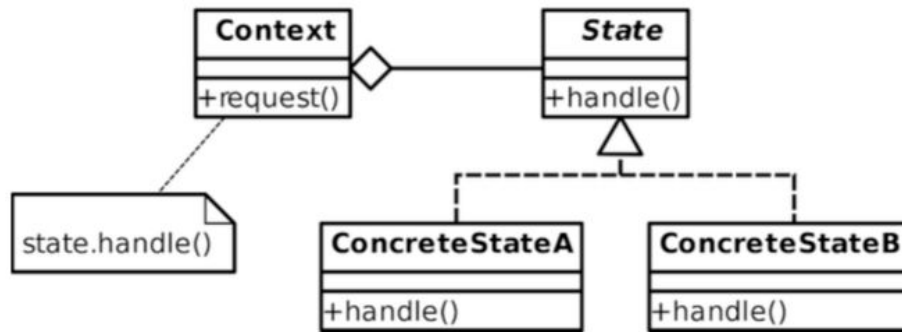 Context
+request()
State
+handle()
state.handle()
ConcreteStateA
+handle()
ConcreteStateB
+handle()